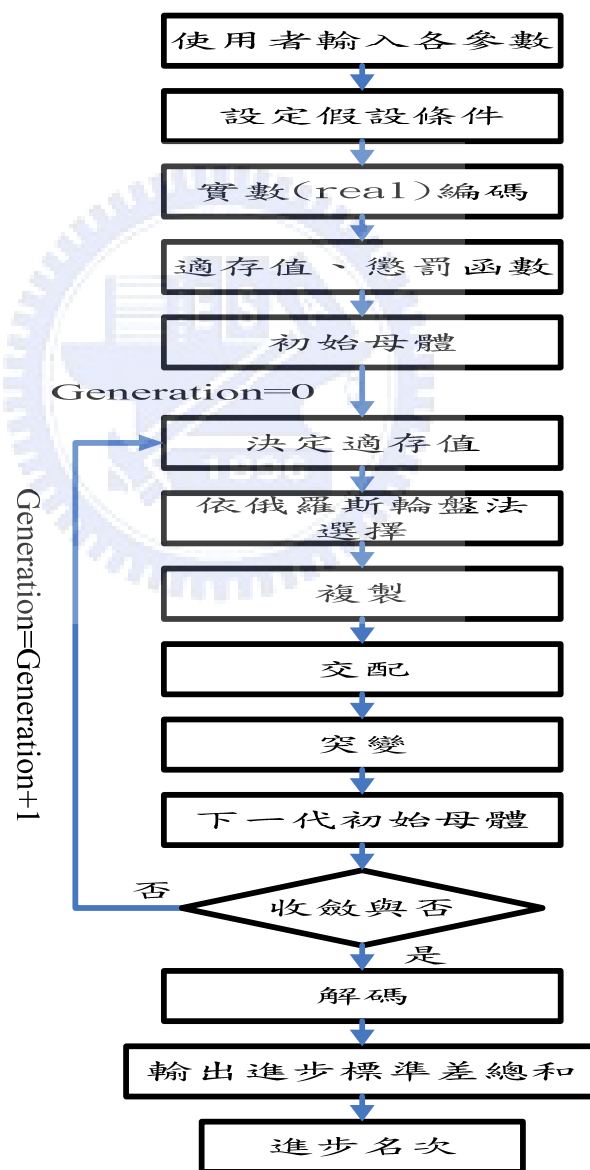 使用者輸入各參數
設定假設條件
實數(real)編碼
適存值、懲罰函數
初始母體
Generation=0
決定適存值
依俄羅斯輪盤法
選擇
複製
交配
突變
下一代初始母體
Generation=Generation+1
否
收斂與否
是
解碼
輸出進步標準差總和
進步名次